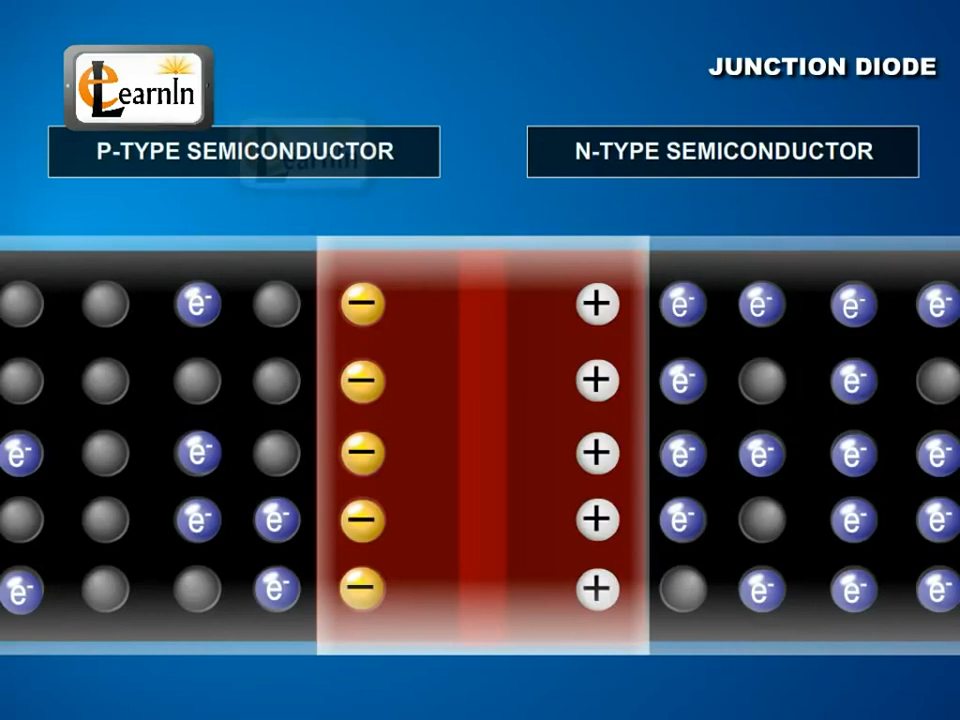 eLearnIn
JUNCTION DIODE
P-TYPE SEMICONDUCTOR
N-TYPE SEMICONDUCTOR
e- − + e- e- e- e-
− + e- e-
e- e- − + e- e- e- e-
e- e- − + e- e- e-
e- e- − + e- e- e-